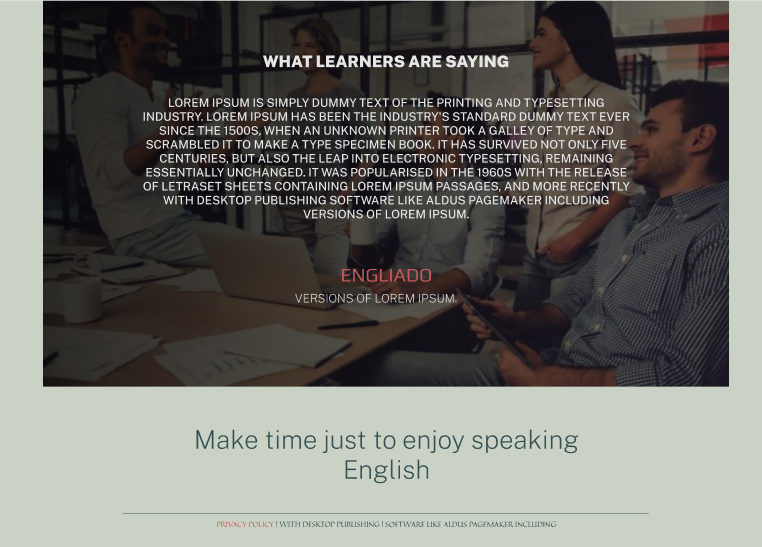 WHAT LEARNERS ARE SAYING
LOREM IPSUM IS SIMPLY DUMMY TEXT OF THE PRINTING AND TYPESETTING
INDUSTRY. LOREM IPSUM HAS BEEN THE INDUSTRY'S STANDARD DUMMY TEXT EVER
SINCE THE 1500S, WHEN AN UNKNOWN PRINTER TOOK A GALLEY OF TYPE AND
SCRAMBLED IT TO MAKE A TYPE SPECIMEN BOOK. IT HAS SURVIVED NOT ONLY FIVE
CENTURIES, BUT ALSO THE LEAP INTO ELECTRONIC TYPESETTING, REMAINING
ESSENTIALLY UNCHANGED. IT WAS POPULARISED IN THE 1960S WITH THE RELEASE
OF LETRASET SHEETS CONTAINING LOREM IPSUM PASSAGES, AND MORE RECENTLY
WITH DESKTOP PUBLISHING SOFTWARE LIKE ALDUS PAGEMAKER INCLUDING
VERSIONS OF LOREM IPSUM.
ENGLIADO
VERSIONS OF LOREM IPSUM.
Make time just to enjoy speaking
English
PRIVACY POLICY | WITH DESKTOP PUBLISHING | SOFTWARE LIKE ALDUS PAGEMAKER INCLUDING